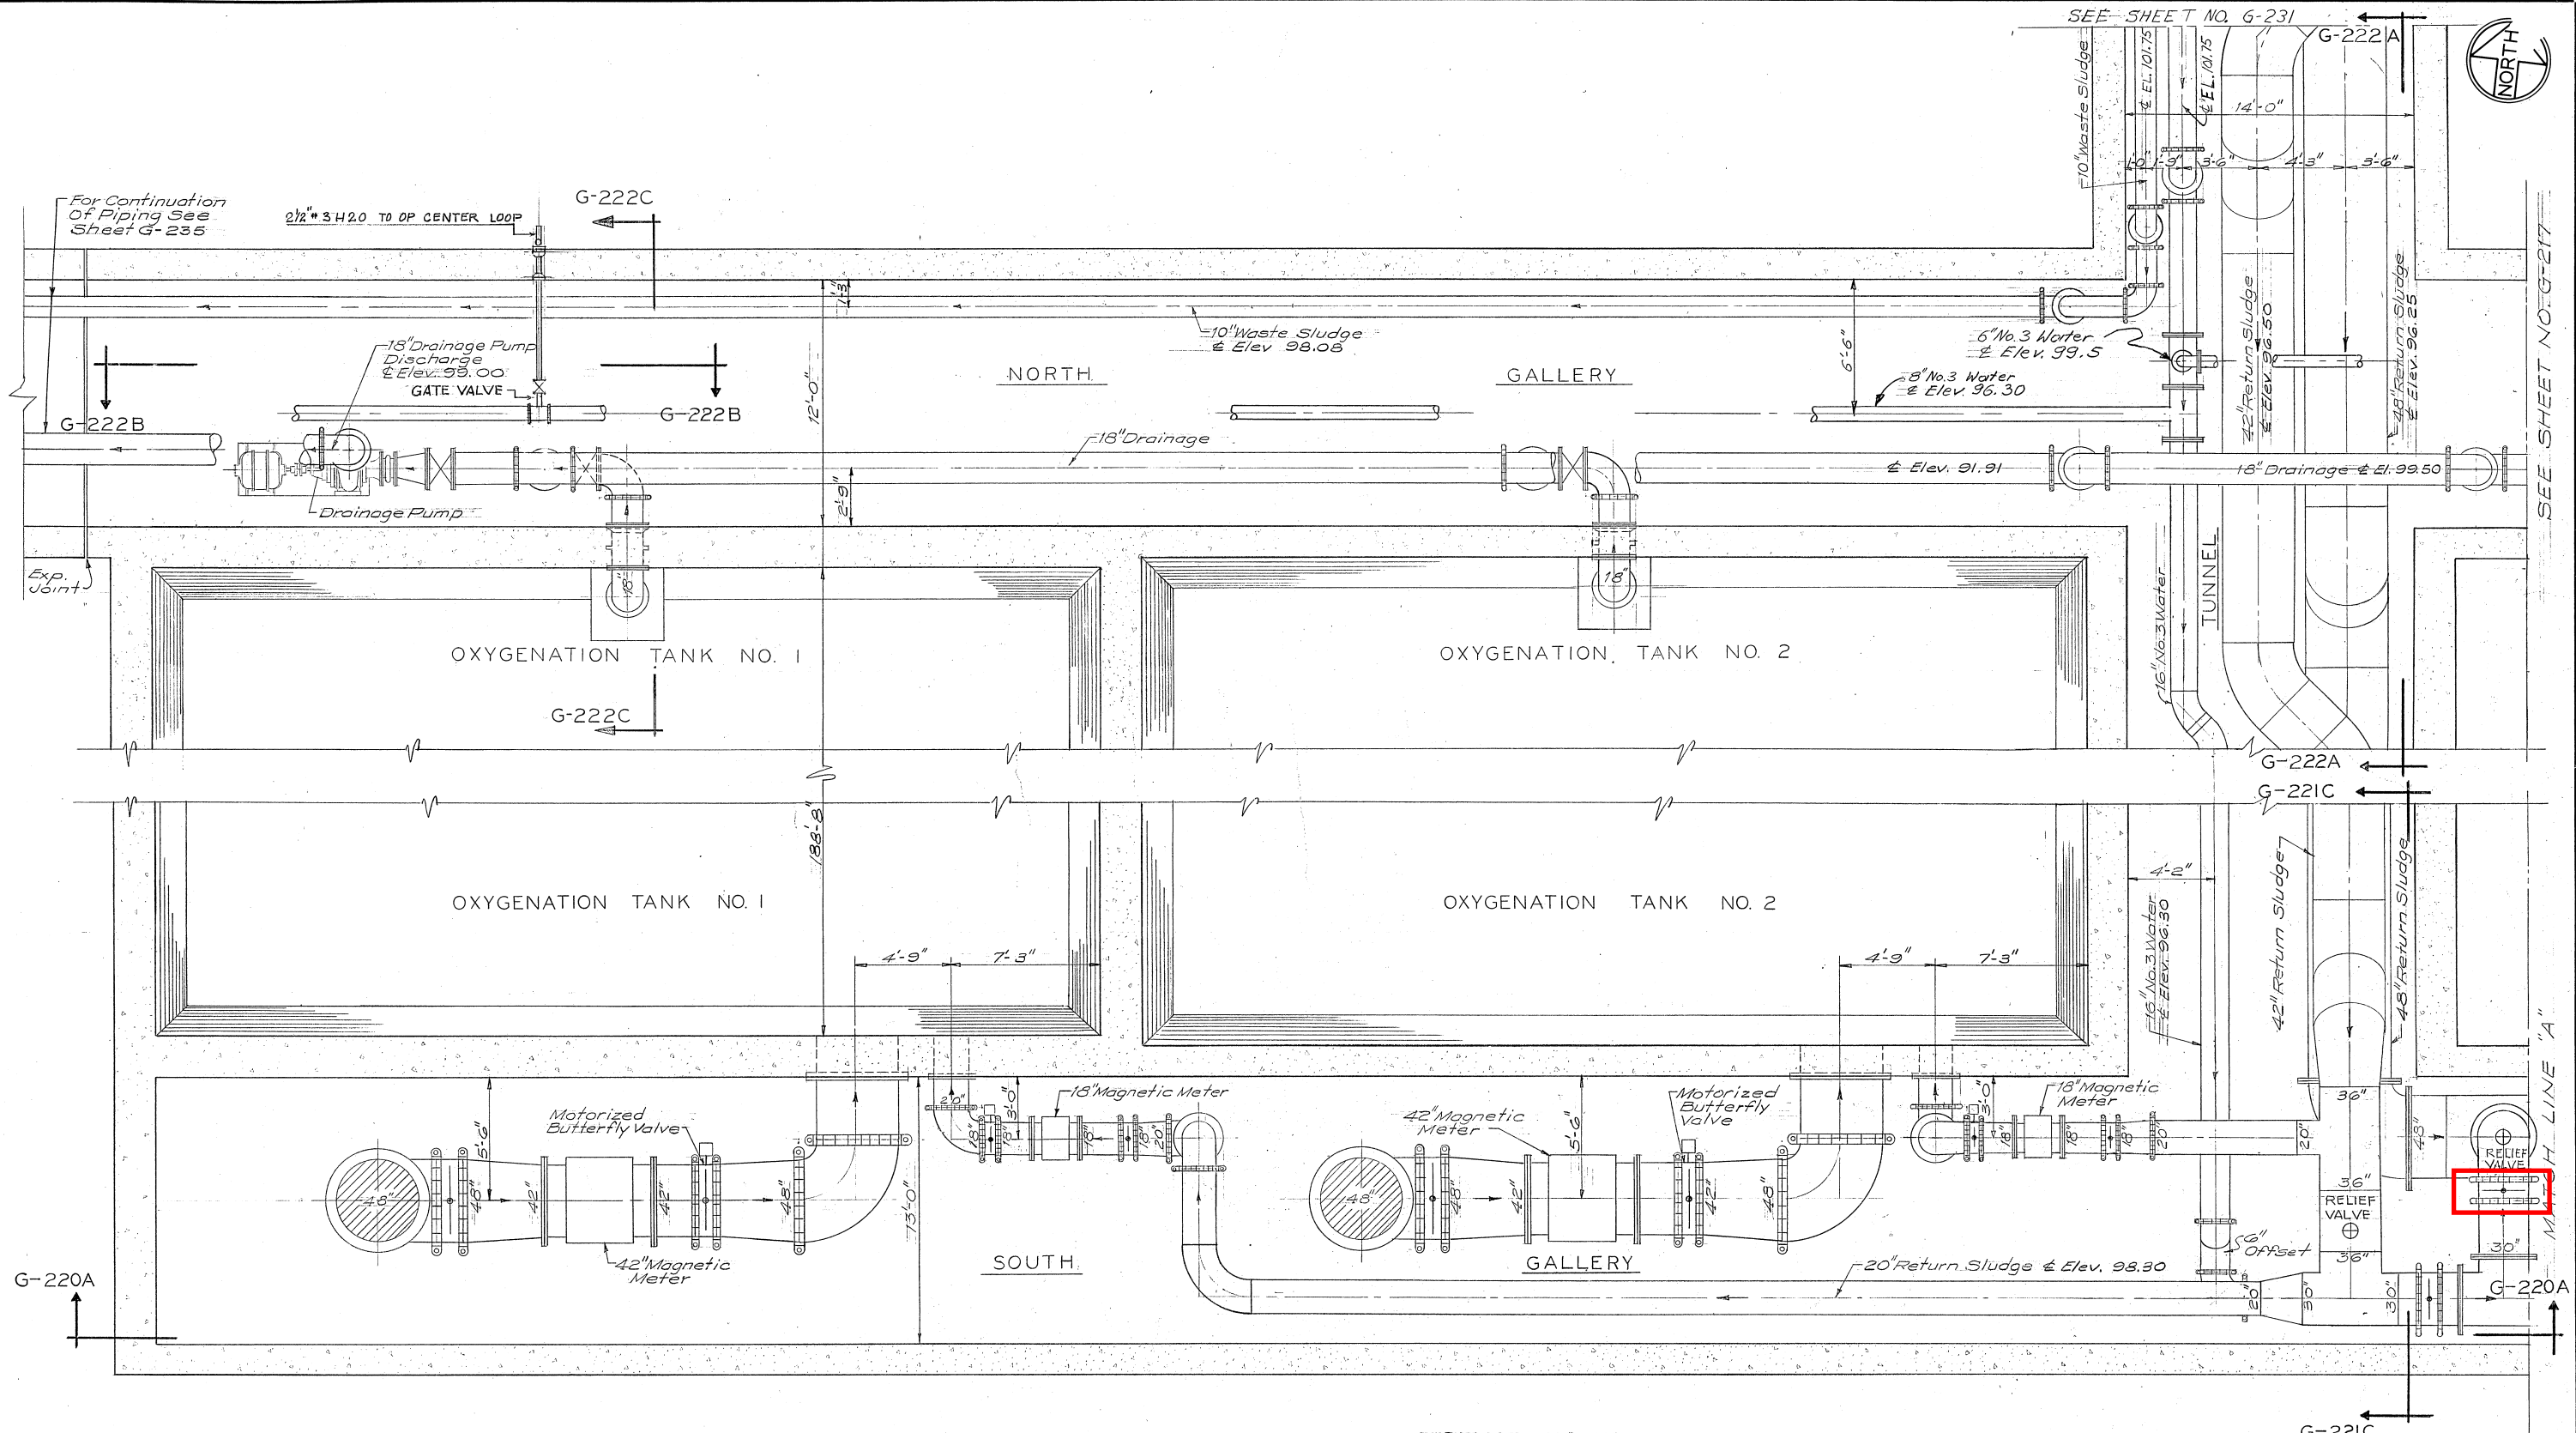 SEE SHEET NO. G-231
G-222A
NORTH
10"Waste Sludge
℄ EL.101.75
℄ EL.101.75
14'-0"
1'-0"
1'-9"
3'-6"
4'-3"
3'-6"
For Continuation
Of Piping See
Sheet G-235
2½"#3H2O TO OP CENTER LOOP
G-222C
1'-3"
10"Waste Sludge
℄ Elev 98.08
6'-6"
6"No.3 Water
℄ Elev. 99.5
8"No.3 Water
℄ Elev. 96.30
42"Return Sludge
℄ Elev. 96.50
48"Return Sludge
℄ Elev. 96.25
SEE SHEET NO. G-217
18"Drainage Pump
Discharge
℄ Elev. 99.00
GATE VALVE
G-222B
G-222B
12'-0"
NORTH
GALLERY
18"Drainage
℄ Elev. 91.91
18"Drainage ℄ El.99.50
2'-9"
Drainage Pump
Exp.
Joint
18"
18"
16"No.3Water
TUNNEL
OXYGENATION TANK NO. 1
OXYGENATION TANK NO. 2
G-222C
G-222A
G-221C
188'-8"
OXYGENATION TANK NO. 1
OXYGENATION TANK NO. 2
4'-2"
16"No.3Water
℄ Elev. 96.30
42"Return Sludge
48"Return Sludge
MATCH LINE "A"
4'-9"
7'-3"
4'-9"
7'-3"
Motorized
Butterfly Valve
5'-6"
2'0"
3'-0"
18"Magnetic Meter
42"Magnetic
Meter
5'-6"
Motorized
Butterfly
Valve
3'-0"
18"Magnetic
Meter
36"
48"
RELIEF
VALVE
18"
18"
18"
18"
20"
18"
18"
18"
20"
20"
48"
48"
42"
42"
48"
13'-0"
48"
48"
42"
42"
48"
36"
RELIEF
VALVE
36"
30"
6"
Offset
42"Magnetic
Meter
SOUTH
GALLERY
20"Return Sludge ℄ Elev. 98.30
20"
30"
30"
G-220A
G-220A
G-221C